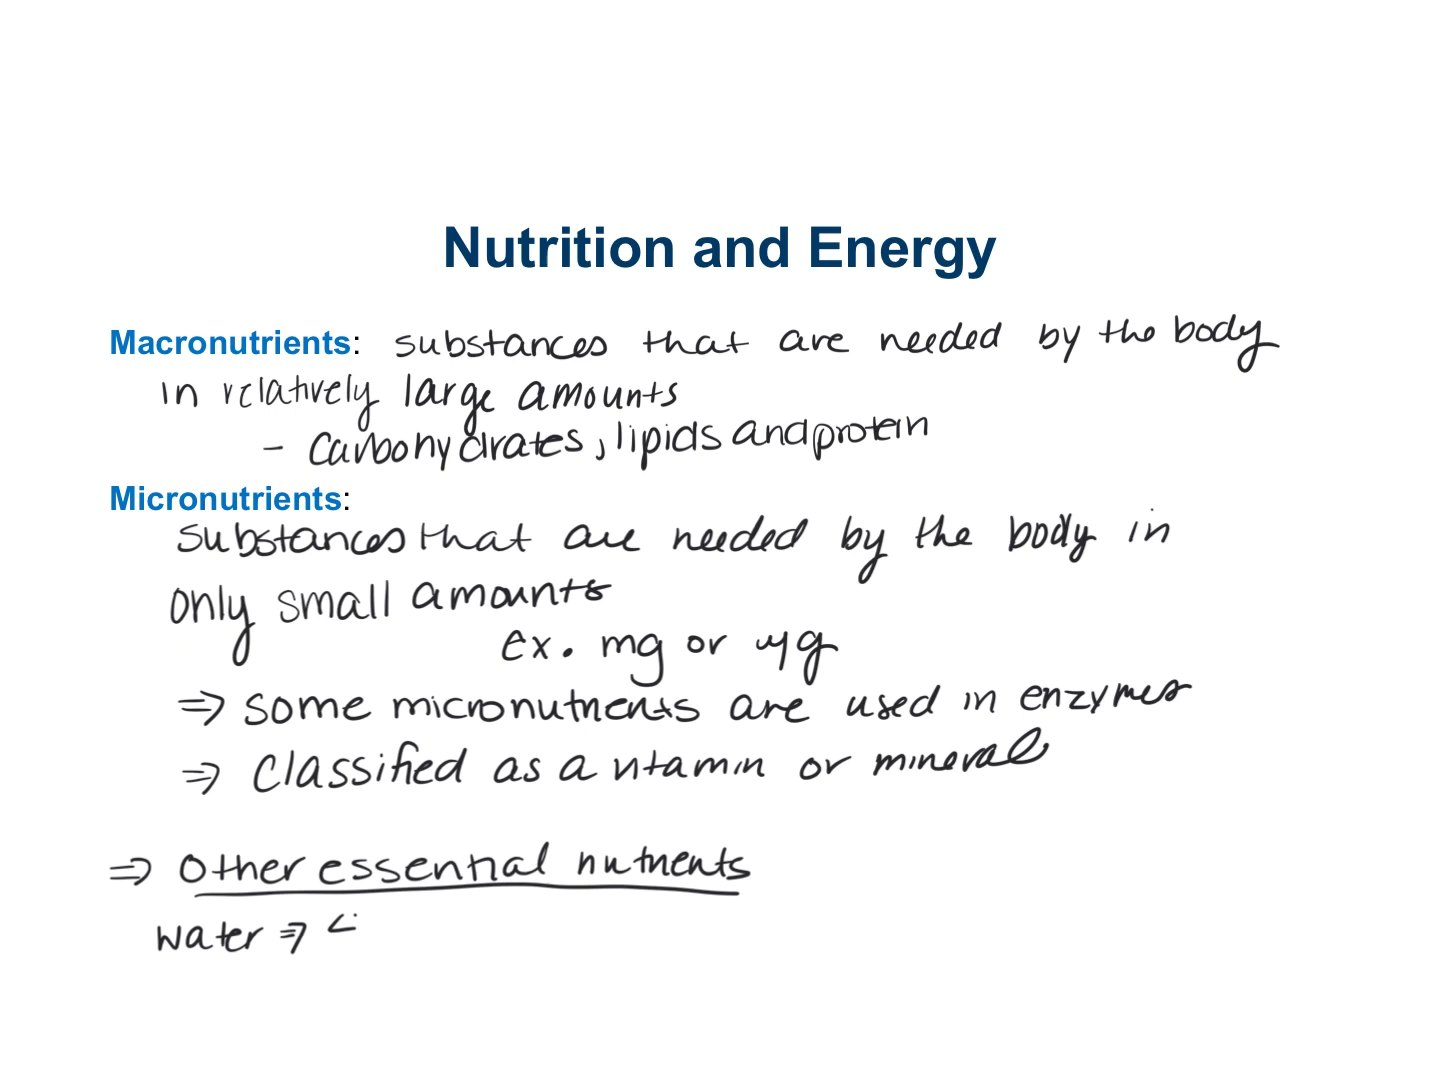 Nutrition and Energy
Macronutrients: substances that are needed by the body
in relatively large amounts
- Carbohydrates, lipids and protein
Micronutrients:
substances that are needed by the body in
only small amounts
ex. mg or μg
⇒ some micronutrients are used in enzymes
⇒ Classified as a vitamin or mineral
⇒ Other essential nutrients
water ⇒